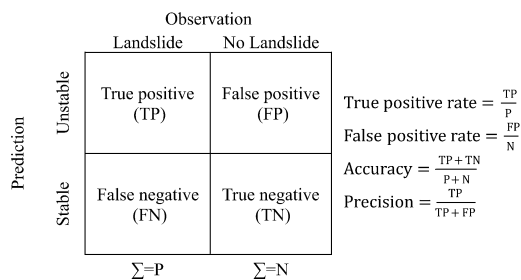 Observation
Landslide No Landslide
Prediction
Unstable
True positive
(TP)
False positive
(FP)
Stable
False negative
(FN)
True negative
(TN)
∑=P ∑=N
True positive rate = TP/P
False positive rate = FP/N
Accuracy = TP + TN/P + N
Precision = TP/TP + FP